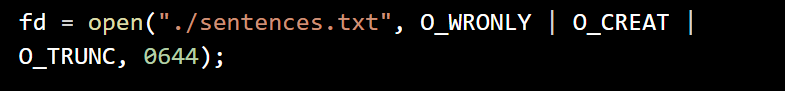 fd = open("./sentences.txt", O_WRONLY | O_CREAT |
O_TRUNC, 0644);